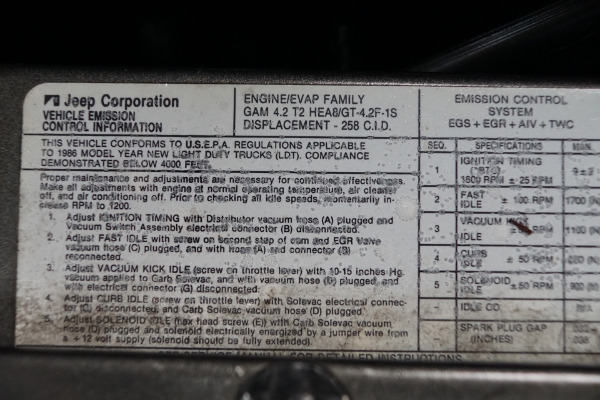 Jeep Corporation
VEHICLE EMISSION
CONTROL INFORMATION
ENGINE/EVAP FAMILY
GAM 4.2 T2 HEA8/GT-4.2F-1S
DISPLACEMENT - 258 C.I.D.
THIS VEHICLE CONFORMS TO U.S.E.P.A. REGULATIONS APPLICABLE
TO 1986 MODEL YEAR NEW LIGHT DUTY TRUCKS (LDT). COMPLIANCE
DEMONSTRATED BELOW 4000 FEET.
Proper maintenance and adjustments are necessary for continued effectiveness.
Make all adjustments with engine at normal operating temperature, air cleaner
off, and air conditioning off. Prior to checking all idle speeds, momentarily in-
crease RPM to 1200.
1. Adjust IGNITION TIMING with Distributor vacuum hose (A) plugged and
Vacuum Switch Assembly electrical connector (B) disconnected.
2. Adjust FAST IDLE with screw on second step of cam and EGR Valve
vacuum hose (C) plugged, and with hose (A) and connector (B)
reconnected.
3. Adjust VACUUM KICK IDLE (screw on throttle lever) with 10-15 inches Hg.
vacuum applied to Carb Solevac, and with vacuum hose (D) plugged, and
with electrical connector (G) disconnected.
4. Adjust CURB IDLE (screw on throttle lever) with Solevac electrical connec-
tor disconnected, and Carb Solevac vacuum hose (D) plugged.
5. Adjust SOLENOID IDLE head screw (E)) with Carb Solevac vacuum
hose (D) plugged and solenoid electrically energized by a jumper wire from
a +12 volt supply (solenoid should be fully extended).
SEE SERVICE MANUAL FOR DETAILED INSTRUCTIONS
EMISSION CONTROL
SYSTEM
EGS + EGR + AIV + TWC
SEQ. SPECIFICATIONS MAN.
1 IGNITION TIMING
°BTC
1600 RPM ± 25 RPM
2 FAST
IDLE ± 100 RPM 1700 (N)
3 VACUUM KICK
IDLE RPM 1100 (N)
4 CURB
IDLE ± 50 RPM
5 SOLENOID
IDLE ± 50 RPM 900
- IDLE CO
SPARK PLUG GAP
(INCHES)